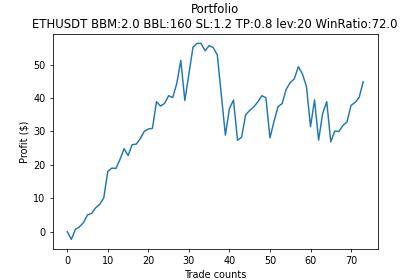 Portfolio
ETHUSDT BBM:2.0 BBL:160 SL:1.2 TP:0.8 lev:20 WinRatio:72.0
Profit ($)
50
40
30
20
10
0
0 10 20 30 40 50 60 70
Trade counts